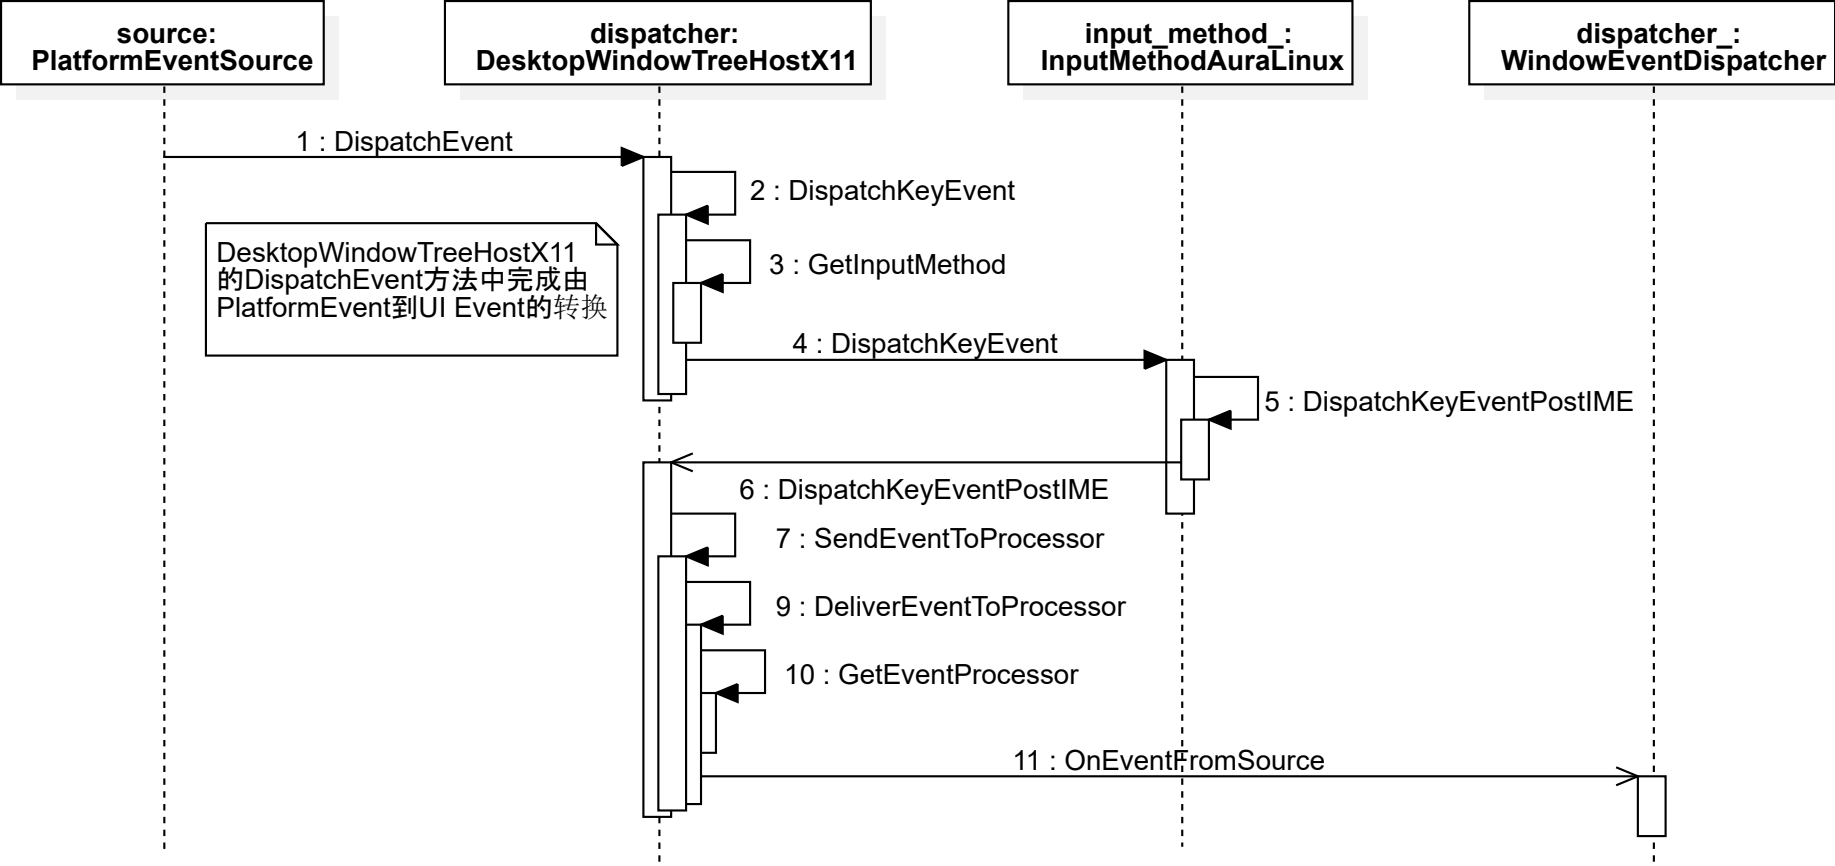 source:
PlatformEventSource
dispatcher:
DesktopWindowTreeHostX11
input_method_:
InputMethodAuraLinux
dispatcher_:
WindowEventDispatcher
1 : DispatchEvent
2 : DispatchKeyEvent
DesktopWindowTreeHostX11
的DispatchEvent方法中完成由
PlatformEvent到UI Event的转换
3 : GetInputMethod
4 : DispatchKeyEvent
5 : DispatchKeyEventPostIME
6 : DispatchKeyEventPostIME
7 : SendEventToProcessor
9 : DeliverEventToProcessor
10 : GetEventProcessor
11 : OnEventFromSource